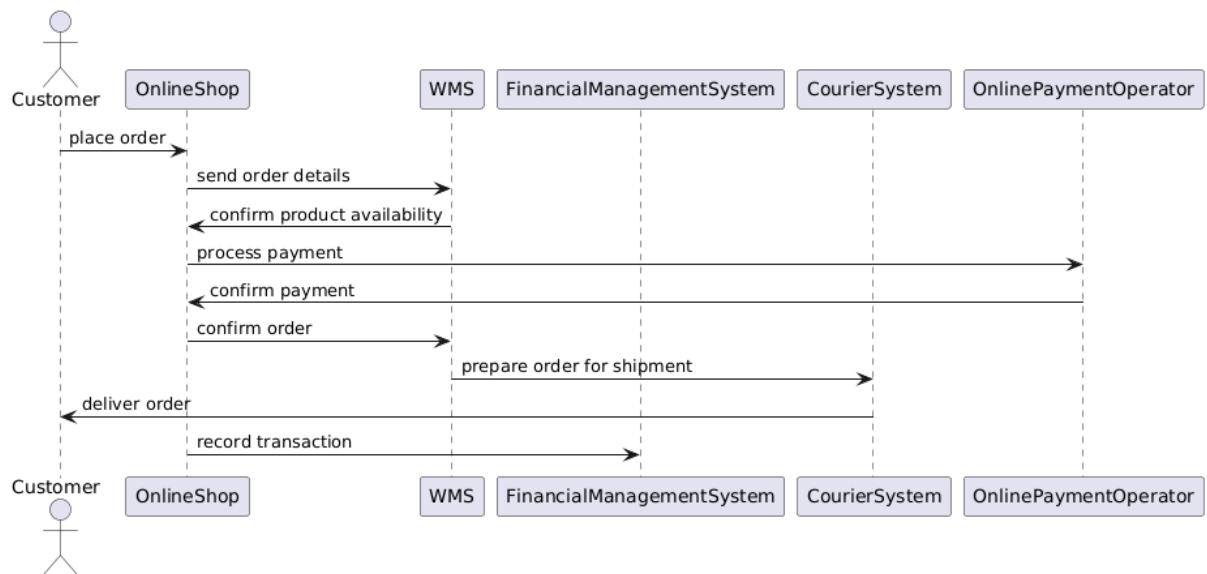 Customer
OnlineShop
WMS
FinancialManagementSystem
CourierSystem
OnlinePaymentOperator
place order
send order details
confirm product availability
process payment
confirm payment
confirm order
prepare order for shipment
deliver order
record transaction
Customer
OnlineShop
WMS
FinancialManagementSystem
CourierSystem
OnlinePaymentOperator